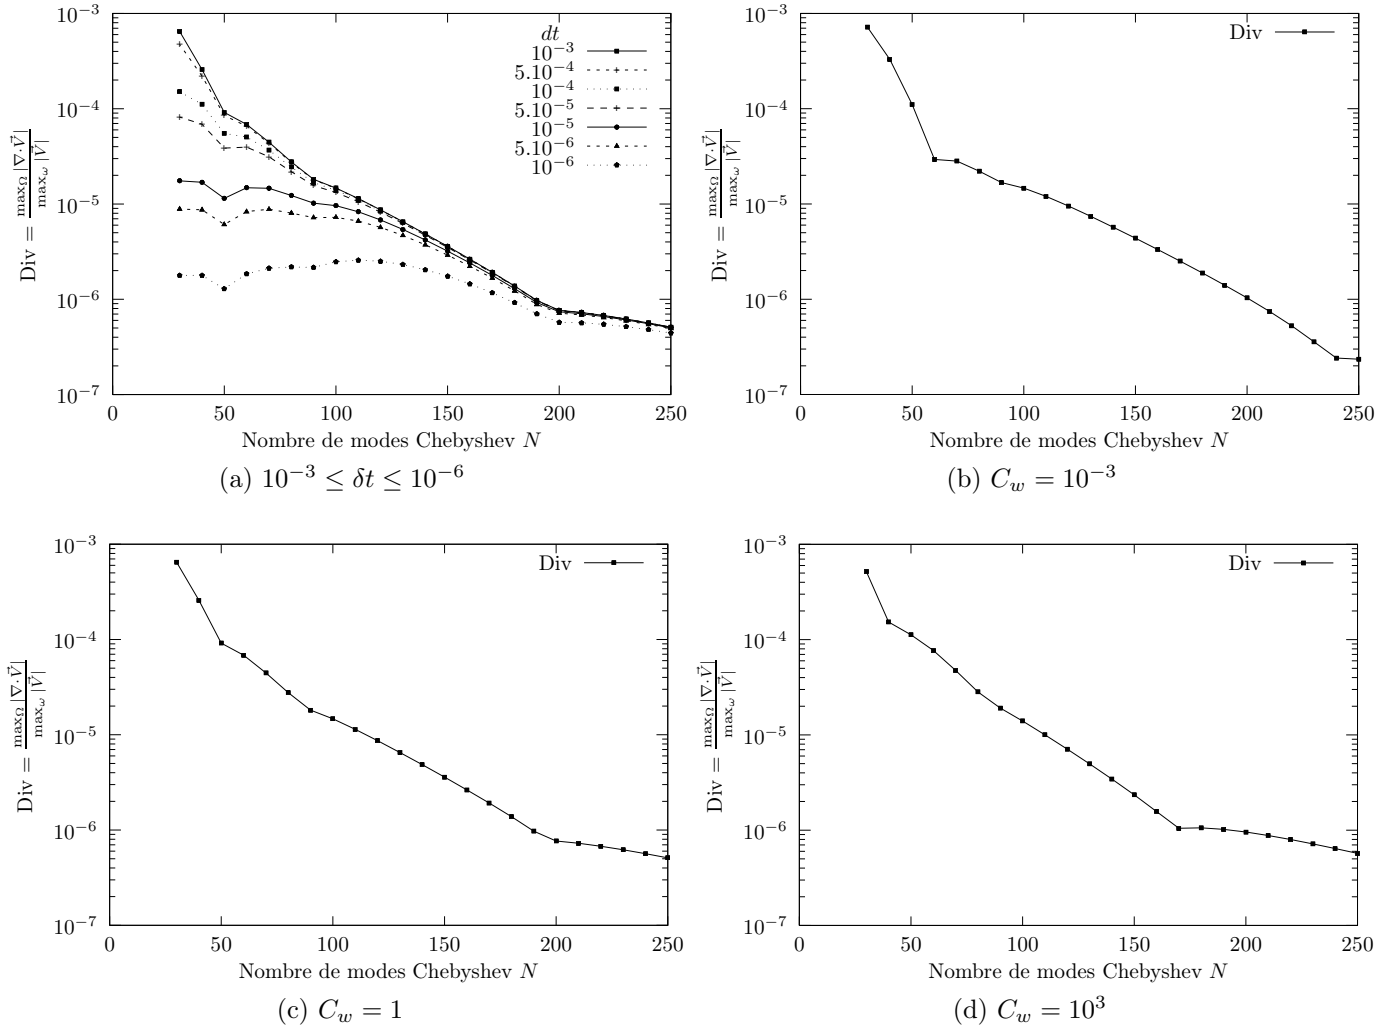 10⁻³
10⁻⁴
10⁻⁵
10⁻⁶
10⁻⁷
0 50 100 150 200 250
Nombre de modes Chebyshev N
Div = max_Ω |∇·V⃗| / max_ω |V⃗|
dt
10⁻³
5.10⁻⁴
10⁻⁴
5.10⁻⁵
10⁻⁵
5.10⁻⁶
10⁻⁶
(a) 10⁻³ ≤ δt ≤ 10⁻⁶
10⁻³
10⁻⁴
10⁻⁵
10⁻⁶
10⁻⁷
0 50 100 150 200 250
Nombre de modes Chebyshev N
Div = max_Ω |∇·V⃗| / max_ω |V⃗|
Div
(b) C_w = 10⁻³
10⁻³
10⁻⁴
10⁻⁵
10⁻⁶
10⁻⁷
0 50 100 150 200 250
Nombre de modes Chebyshev N
Div = max_Ω |∇·V⃗| / max_ω |V⃗|
Div
(c) C_w = 1
10⁻³
10⁻⁴
10⁻⁵
10⁻⁶
10⁻⁷
0 50 100 150 200 250
Nombre de modes Chebyshev N
Div = max_Ω |∇·V⃗| / max_ω |V⃗|
Div
(d) C_w = 10³